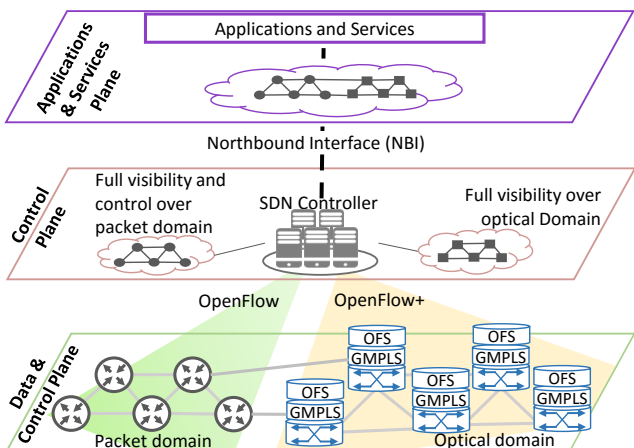 Applications and Services
Applications
& Services
Plane
Northbound Interface (NBI)
Full visibility and
control over
packet domain
SDN Controller
Full visibility over
optical Domain
Control
Plane
OpenFlow
OpenFlow+
Data &
Control Plane
OFS
GMPLS
OFS
GMPLS
OFS
GMPLS
OFS
GMPLS
OFS
GMPLS
Packet domain
Optical domain